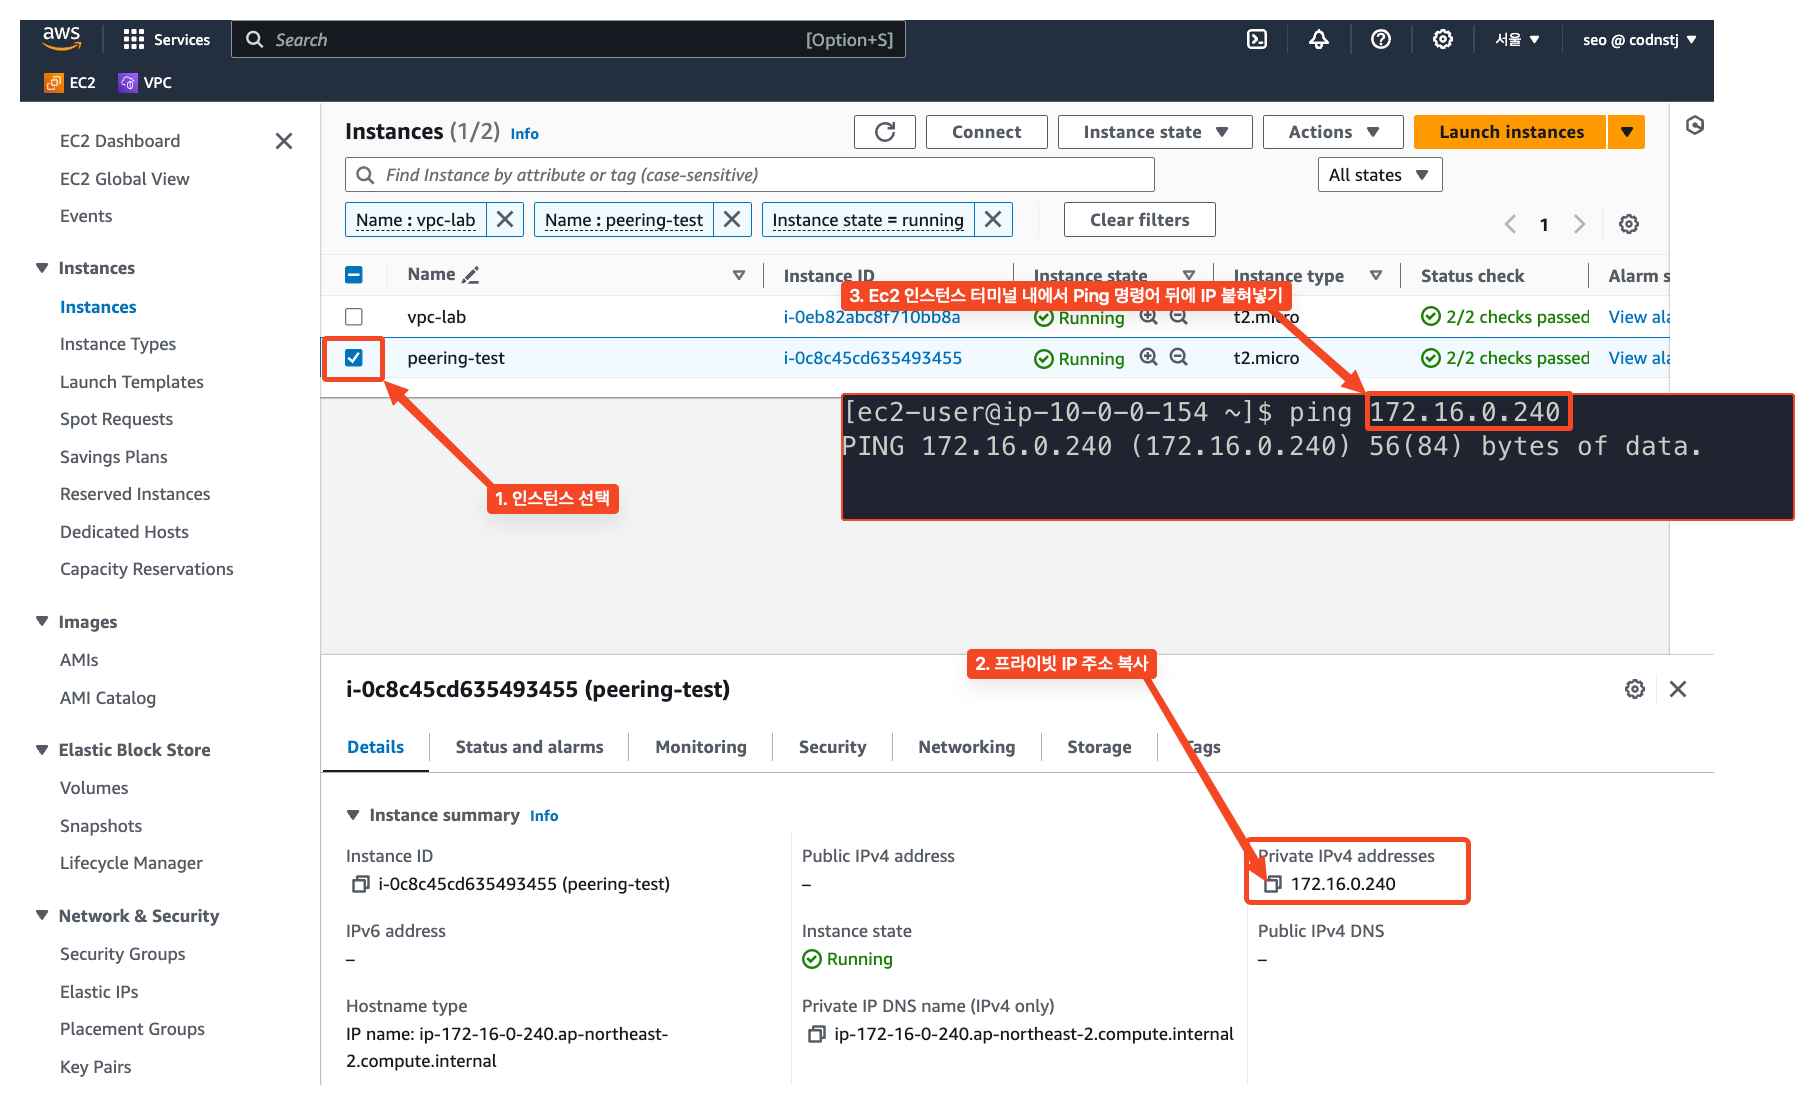 aws
Services
Search
[Option+S]
서울
seo @ codnstj
EC2
VPC
EC2 Dashboard
EC2 Global View
Events
Instances
Instances
Instance Types
Launch Templates
Spot Requests
Savings Plans
Reserved Instances
Dedicated Hosts
Capacity Reservations
Images
AMIs
AMI Catalog
Elastic Block Store
Volumes
Snapshots
Lifecycle Manager
Network & Security
Security Groups
Elastic IPs
Placement Groups
Key Pairs
Instances (1/2) Info
Connect
Instance state
Actions
Launch instances
Find Instance by attribute or tag (case-sensitive)
All states
Name : vpc-lab
Name : peering-test
Instance state = running
Clear filters
1
Name
Instance ID
Instance state
Instance type
Status check
Alarm s
3. Ec2 인스턴스 터미널 내에서 Ping 명령어 뒤에 IP 붙혀넣기
vpc-lab
i-0eb82abc8f710bb8a
Running
t2.micro
2/2 checks passed
View ala
peering-test
i-0c8c45cd635493455
Running
t2.micro
2/2 checks passed
View ala
[ec2-user@ip-10-0-0-154 ~]$ ping 172.16.0.240
PING 172.16.0.240 (172.16.0.240) 56(84) bytes of data.
1. 인스턴스 선택
2. 프라이빗 IP 주소 복사
i-0c8c45cd635493455 (peering-test)
Details
Status and alarms
Monitoring
Security
Networking
Storage
Tags
Instance summary Info
Instance ID
i-0c8c45cd635493455 (peering-test)
Public IPv4 address
–
Private IPv4 addresses
172.16.0.240
IPv6 address
–
Instance state
Running
Public IPv4 DNS
–
Hostname type
IP name: ip-172-16-0-240.ap-northeast-
2.compute.internal
Private IP DNS name (IPv4 only)
ip-172-16-0-240.ap-northeast-2.compute.internal